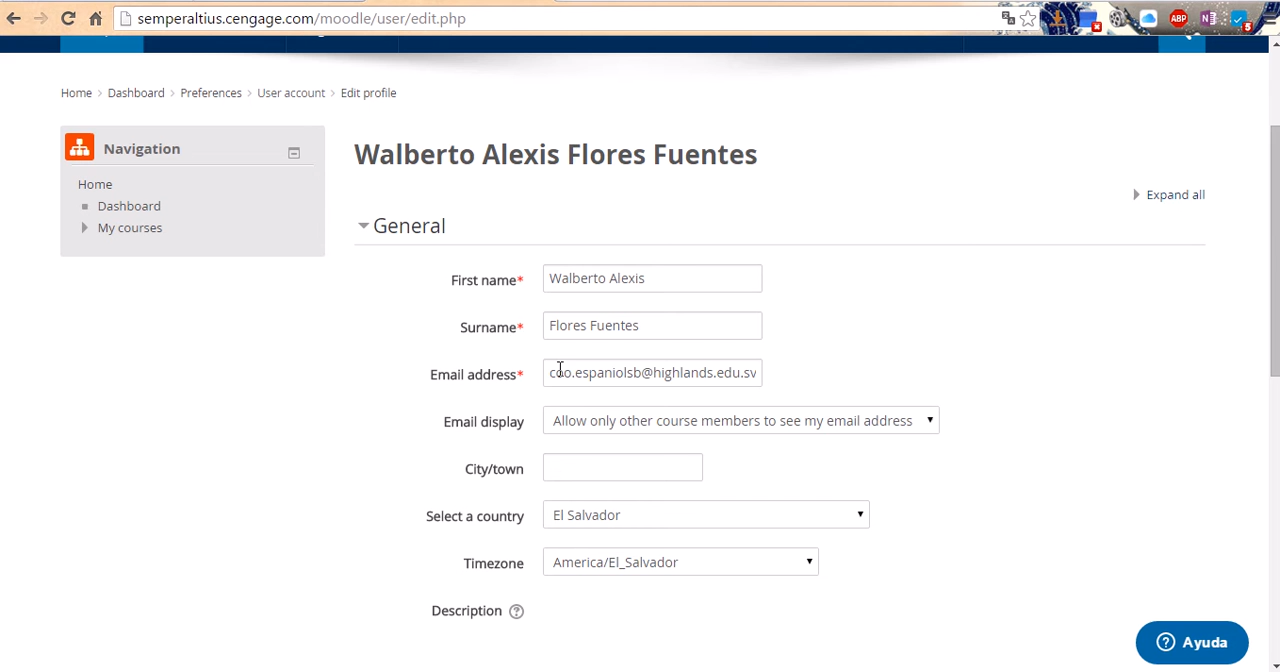 semperaltius.cengage.com/moodle/user/edit.php
ABP
N
5
Home > Dashboard > Preferences > User account > Edit profile
Navigation
Home
Dashboard
My courses
Walberto Alexis Flores Fuentes
Expand all
General
First name* Walberto Alexis
Surname* Flores Fuentes
Email address* coo.espaniolsb@highlands.edu.sv
Email display Allow only other course members to see my email address
City/town
Select a country El Salvador
Timezone America/El_Salvador
Description ?
? Ayuda